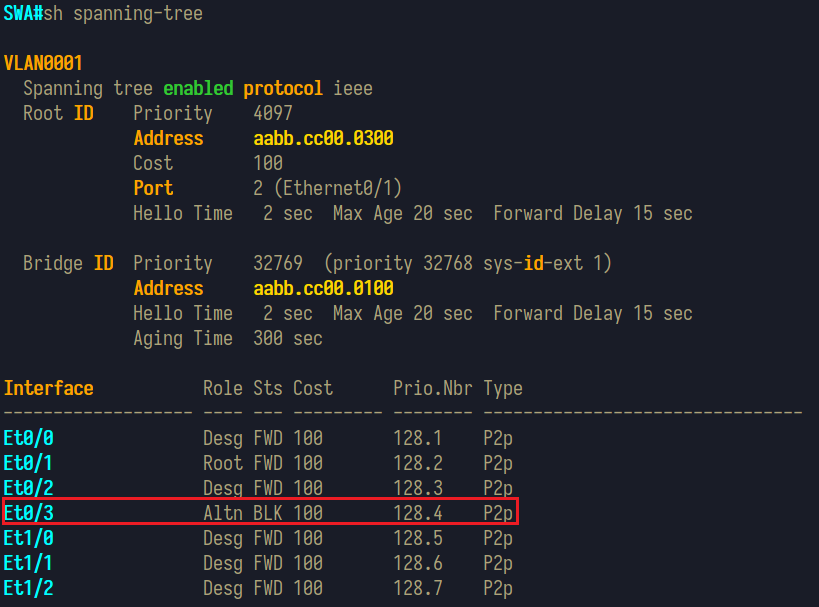 SWA#sh spanning-tree
VLAN0001
  Spanning tree enabled protocol ieee
  Root ID    Priority    4097
             Address     aabb.cc00.0300
             Cost        100
             Port        2 (Ethernet0/1)
             Hello Time   2 sec  Max Age 20 sec  Forward Delay 15 sec
  Bridge ID  Priority    32769  (priority 32768 sys-id-ext 1)
             Address     aabb.cc00.0100
             Hello Time   2 sec  Max Age 20 sec  Forward Delay 15 sec
             Aging Time  300 sec
Interface           Role Sts Cost      Prio.Nbr Type
------------------- ---- --- --------- -------- --------------------------------
Et0/0               Desg FWD 100       128.1    P2p
Et0/1               Root FWD 100       128.2    P2p
Et0/2               Desg FWD 100       128.3    P2p
Et0/3               Altn BLK 100       128.4    P2p
Et1/0               Desg FWD 100       128.5    P2p
Et1/1               Desg FWD 100       128.6    P2p
Et1/2               Desg FWD 100       128.7    P2p